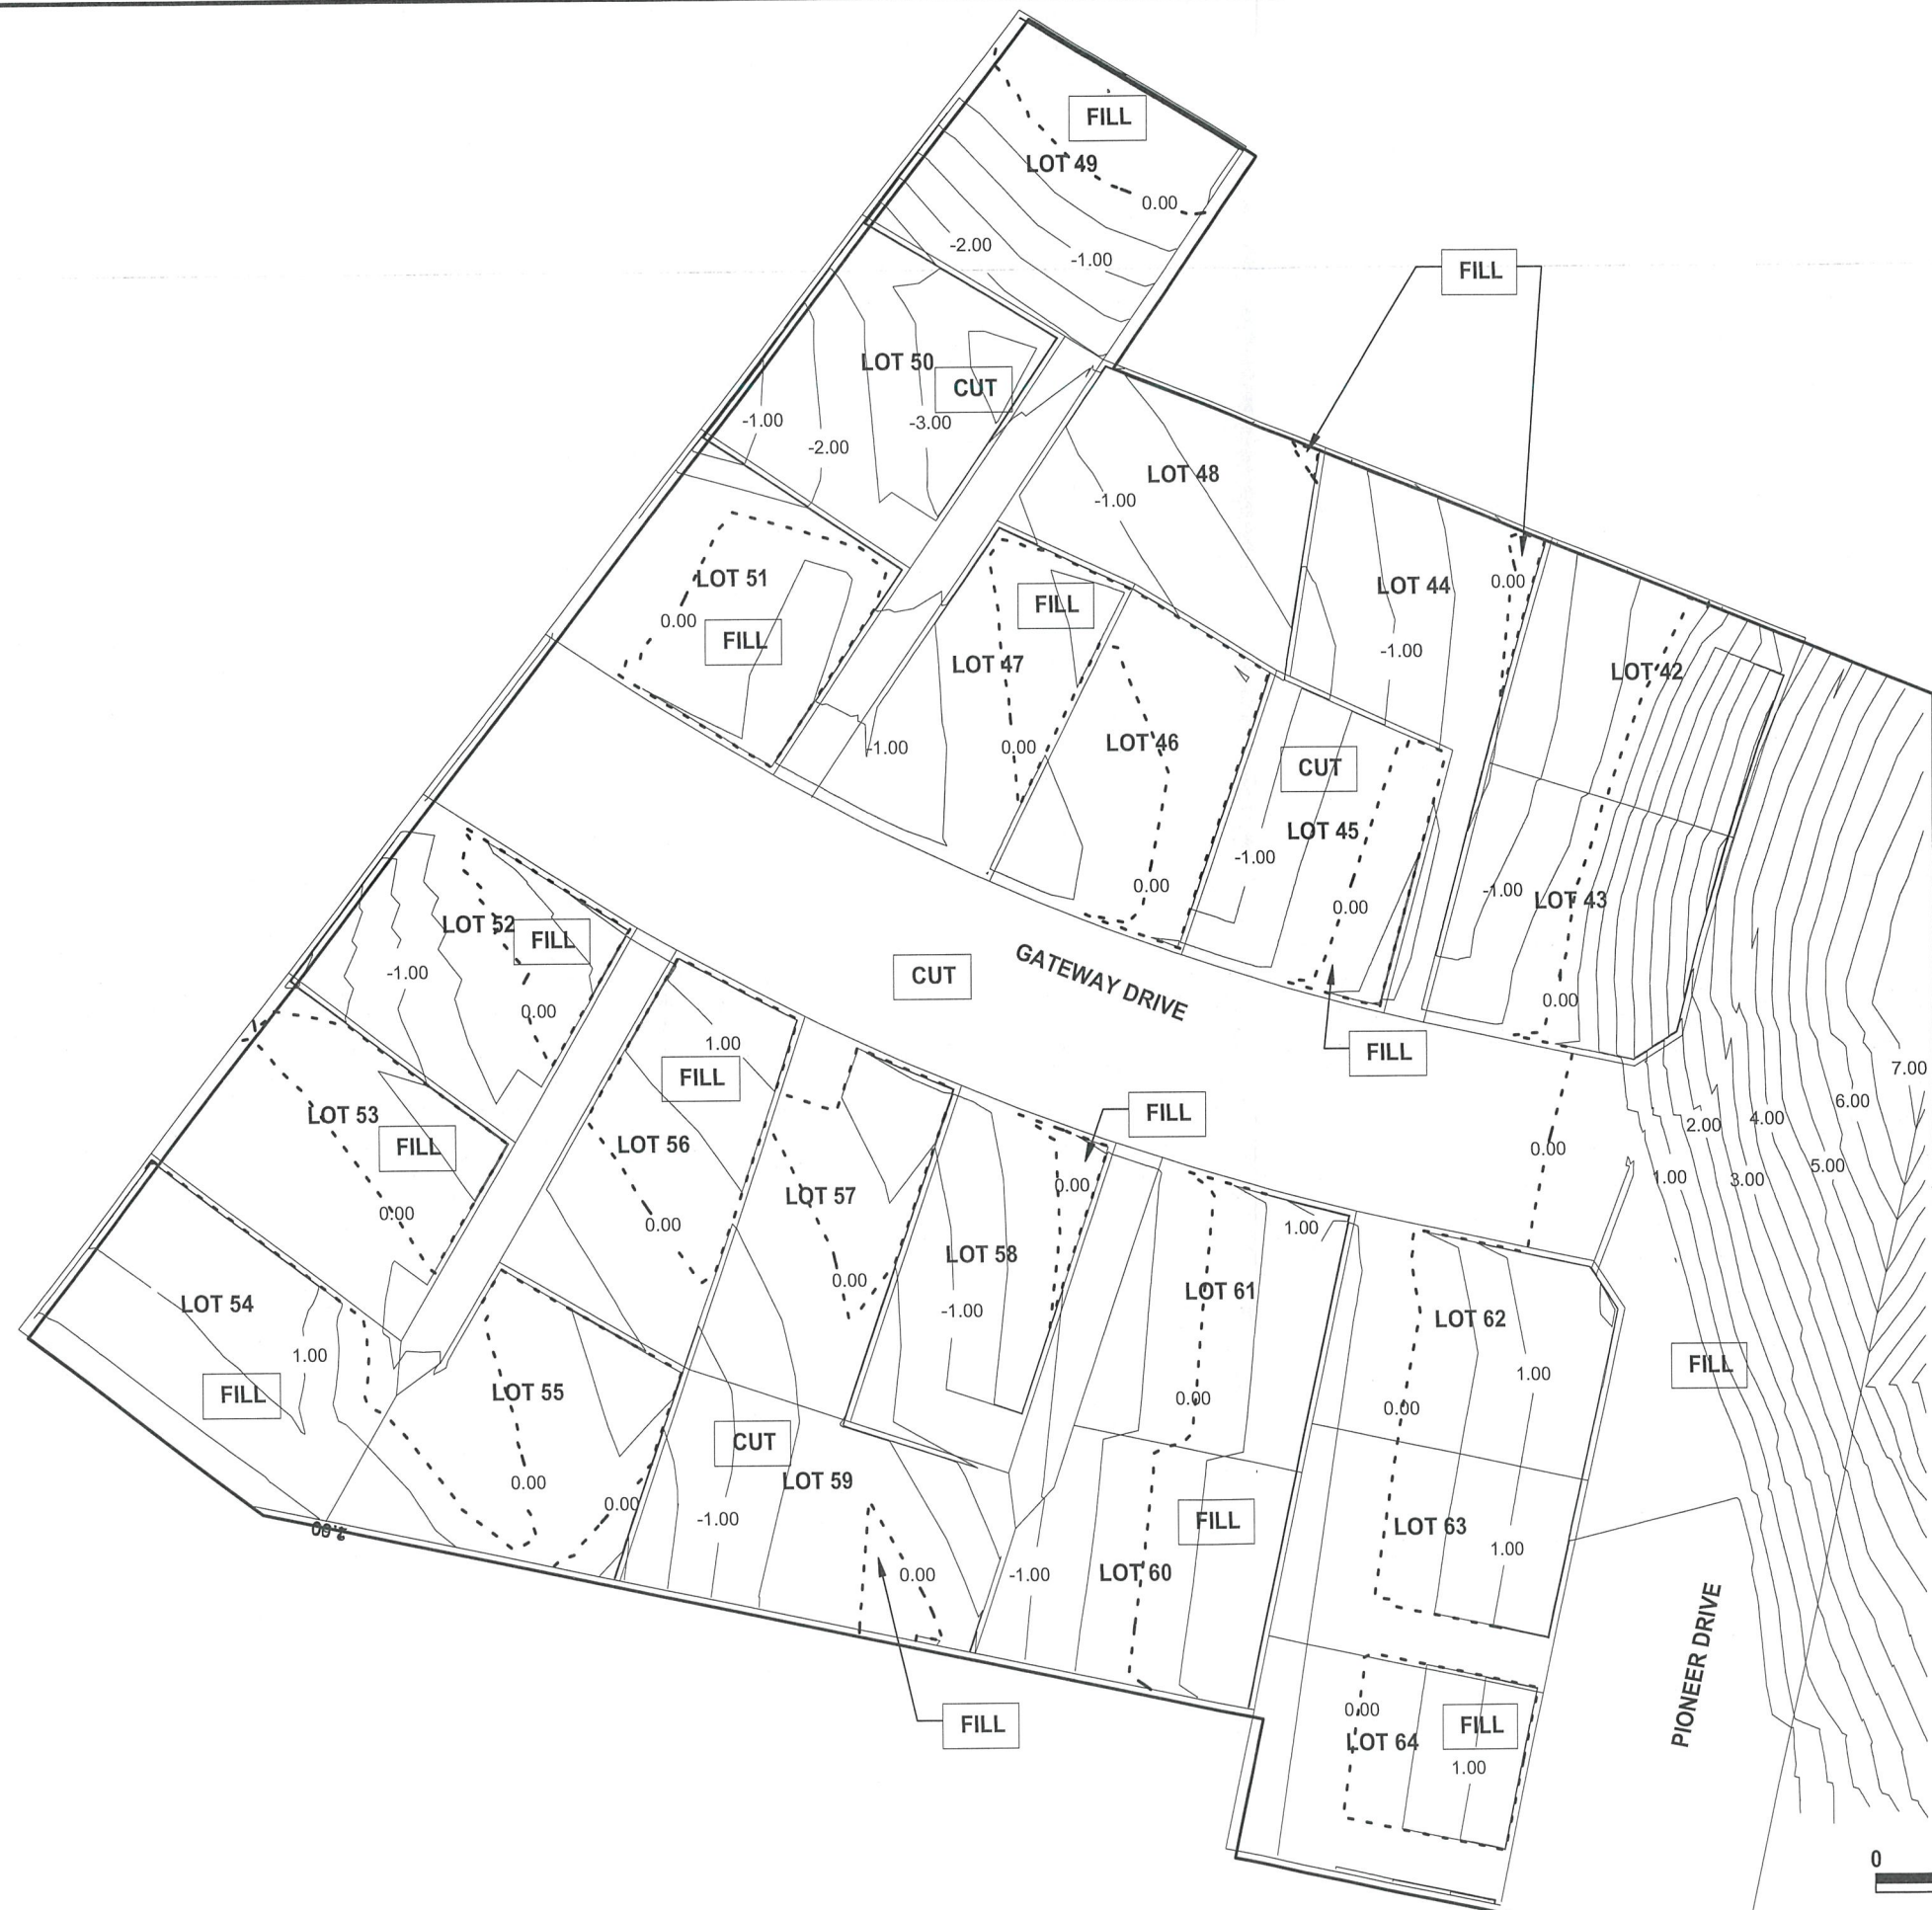 FILL
LOT 49
0.00
-2.00
-1.00
FILL
LOT 50
CUT
-1.00
-2.00
-3.00
LOT 48
-1.00
LOT 51
0.00
FILL
FILL
LOT 47
-1.00
0.00
LOT 46
0.00
LOT 44
-1.00
0.00
CUT
LOT 45
-1.00
0.00
LOT 42
-1.00
LOT 43
0.00
LOT 52
FILL
-1.00
0.00
CUT
GATEWAY DRIVE
FILL
7.00
6.00
4.00
2.00
5.00
3.00
1.00
0.00
LOT 53
FILL
0.00
1.00
FILL
LOT 56
0.00
LOT 57
0.00
FILL
0.00
LOT 58
-1.00
1.00
LOT 61
0.00
LOT 62
1.00
0.00
FILL
LOT 54
1.00
FILL
LOT 55
0.00
0.00
2.00
CUT
LOT 59
-1.00
0.00
FILL
-1.00
LOT 60
FILL
LOT 63
1.00
0.00
LOT 64
FILL
1.00
PIONEER DRIVE
0